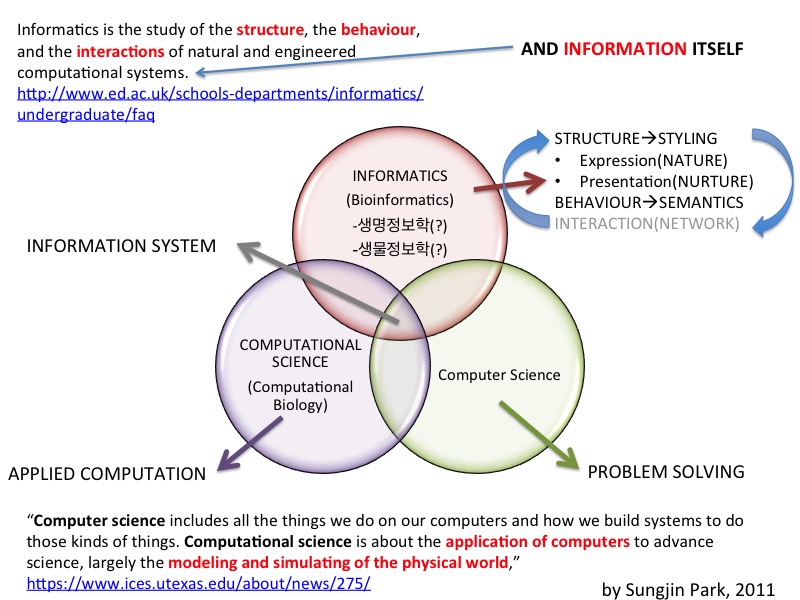 Informatics is the study of the structure, the behaviour,
and the interactions of natural and engineered
computational systems.
http://www.ed.ac.uk/schools-departments/informatics/
undergraduate/faq
AND INFORMATION ITSELF
STRUCTURE→STYLING
• Expression(NATURE)
• Presentation(NURTURE)
BEHAVIOUR→SEMANTICS
INTERACTION(NETWORK)
INFORMATICS
(Bioinformatics)
-생명정보학(?)
-생물정보학(?)
INFORMATION SYSTEM
COMPUTATIONAL
SCIENCE
(Computational
Biology)
Computer Science
APPLIED COMPUTATION
PROBLEM SOLVING
“Computer science includes all the things we do on our computers and how we build systems to do
those kinds of things. Computational science is about the application of computers to advance
science, largely the modeling and simulating of the physical world,”
https://www.ices.utexas.edu/about/news/275/
by Sungjin Park, 2011